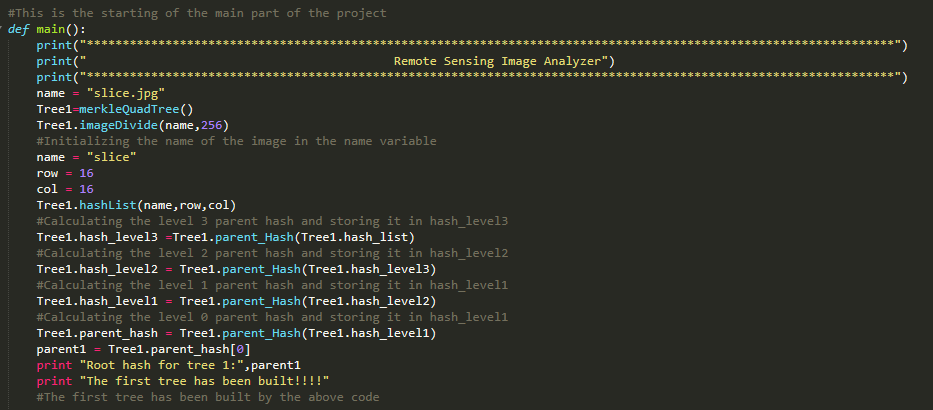 #This is the starting of the main part of the project
def main():
print("*****************************************************************************************************************")
print("                                           Remote Sensing Image Analyzer")
print("*****************************************************************************************************************")
name = "slice.jpg"
Tree1=merkleQuadTree()
Tree1.imageDivide(name,256)
#Initializing the name of the image in the name variable
name = "slice"
row = 16
col = 16
Tree1.hashList(name,row,col)
#Calculating the level 3 parent hash and storing it in hash_level3
Tree1.hash_level3 =Tree1.parent_Hash(Tree1.hash_list)
#Calculating the level 2 parent hash and storing it in hash_level2
Tree1.hash_level2 = Tree1.parent_Hash(Tree1.hash_level3)
#Calculating the level 1 parent hash and storing it in hash_level1
Tree1.hash_level1 = Tree1.parent_Hash(Tree1.hash_level2)
#Calculating the level 0 parent hash and storing it in hash_level1
Tree1.parent_hash = Tree1.parent_Hash(Tree1.hash_level1)
parent1 = Tree1.parent_hash[0]
print "Root hash for tree 1:",parent1
print "The first tree has been built!!!!"
#The first tree has been built by the above code